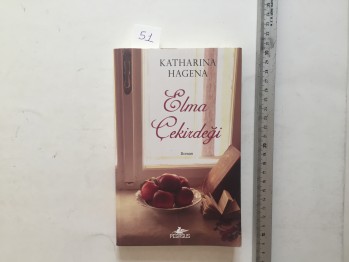 51
KATHARINA
HAGENA
Elma
Çekirdeği
Roman
PEGASUS